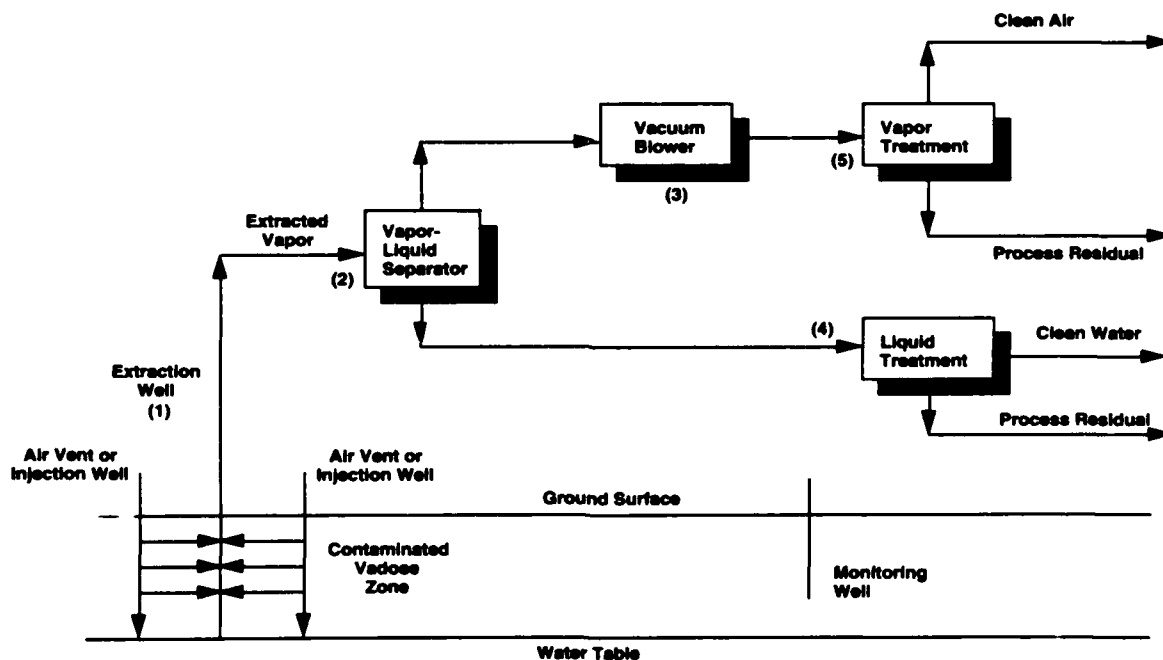 Clean Air
Vacuum
Blower
(3)
Vapor
Treatment
(5)
Process Residual
Extracted
Vapor
Vapor-
Liquid
Separator
(2)
(4)
Liquid
Treatment
Clean Water
Process Residual
Extraction
Well
(1)
Air Vent or
Injection Well
Air Vent or
Injection Well
Ground Surface
Contaminated
Vadose
Zone
Monitoring
Well
Water Table